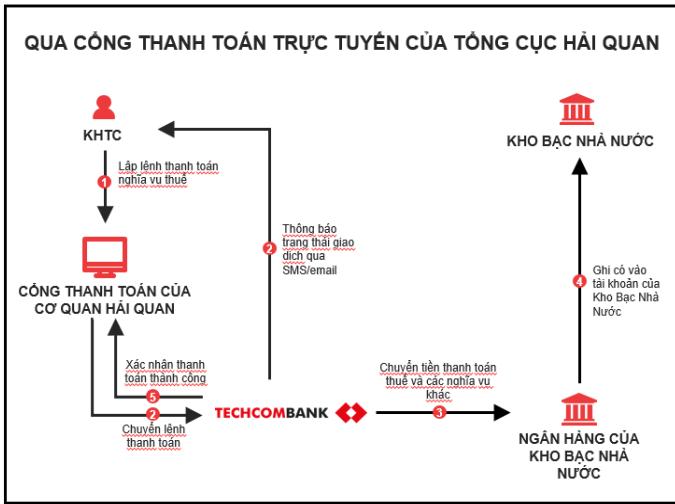 QUA CỔNG THANH TOÁN TRỰC TUYẾN CỦA TỔNG CỤC HẢI QUAN
KHTC
1
Lập lệnh thanh toán
nghĩa vụ thuế
CỔNG THANH TOÁN CỦA
CƠ QUAN HẢI QUAN
2
Thông báo
trạng thái giao
dịch qua
SMS/email
KHO BẠC NHÀ NƯỚC
4
Ghi có vào
tài khoản của
Kho Bạc Nhà
Nước
Xác nhận thanh
toán thành công
5
2
Chuyển lệnh
thanh toán
TECHCOMBANK
Chuyển tiền thanh toán
thuế và các nghĩa vụ
khác
3
NGÂN HÀNG CỦA
KHO BẠC NHÀ
NƯỚC